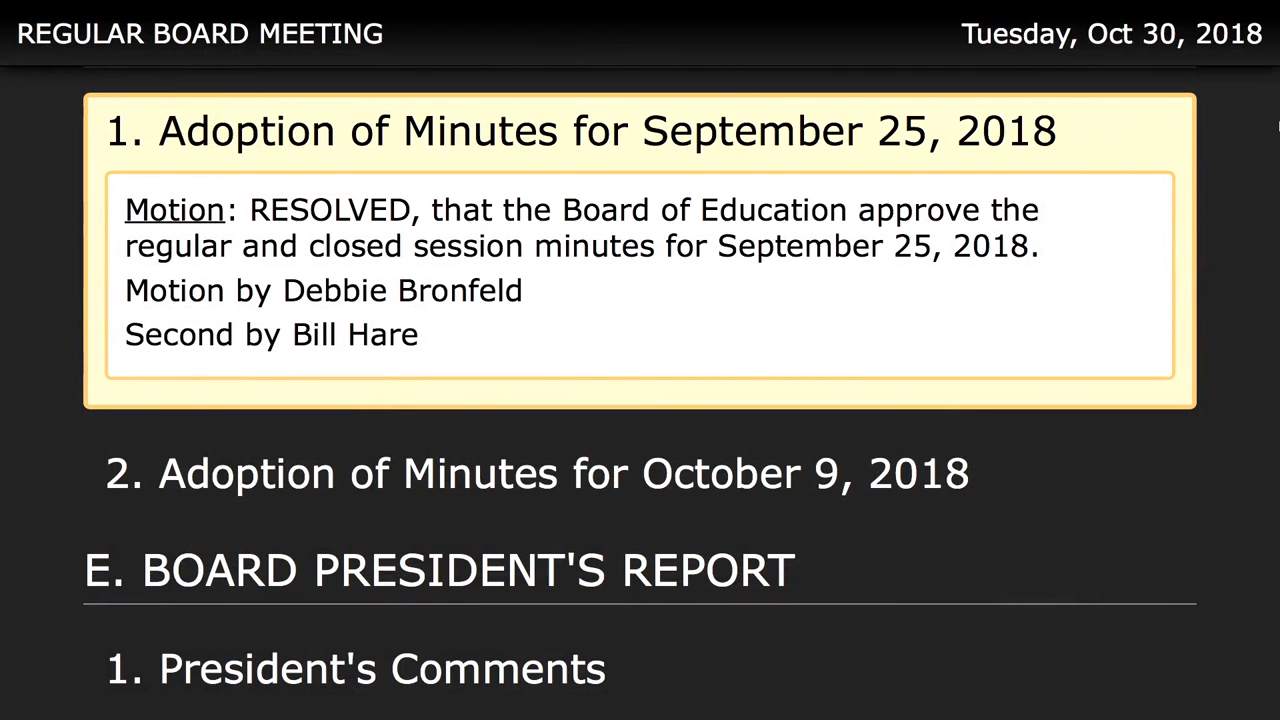 REGULAR BOARD MEETING
Tuesday, Oct 30, 2018
1. Adoption of Minutes for September 25, 2018
Motion: RESOLVED, that the Board of Education approve the
regular and closed session minutes for September 25, 2018.
Motion by Debbie Bronfeld
Second by Bill Hare
2. Adoption of Minutes for October 9, 2018
E. BOARD PRESIDENT'S REPORT
1. President's Comments